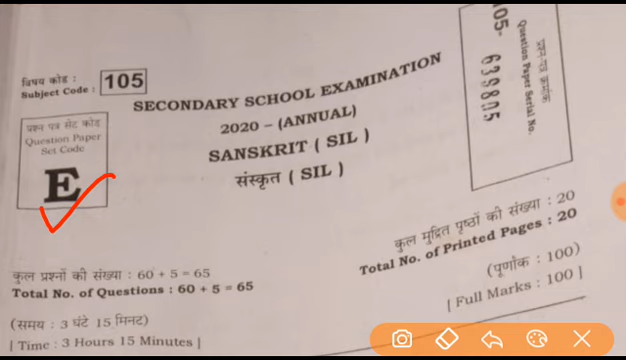 विषय कोड :
Subject Code :
105
SECONDARY SCHOOL EXAMINATION
2020 – (ANNUAL)
SANSKRIT ( SIL )
संस्कृत ( SIL )
प्रश्न पत्र सेट कोड
Question Paper
Set Code
E
105-
639805
Question Paper Serial No.
प्रश्न-पत्र क्रमांक
कुल प्रश्नों की संख्या : 60 + 5 = 65
Total No. of Questions : 60 + 5 = 65
(समय : 3 घंटे 15 मिनट)
[ Time : 3 Hours 15 Minutes ]
कुल मुद्रित पृष्ठों की संख्या : 20
Total No. of Printed Pages : 20
(पूर्णांक : 100)
[ Full Marks : 100 ]